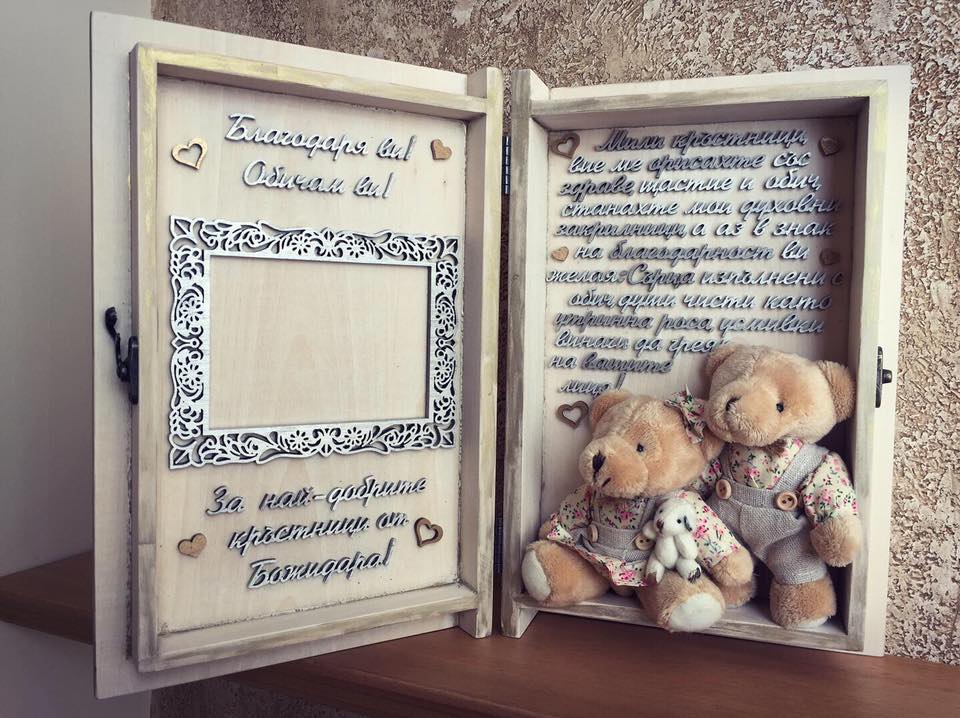 Благодаря ви!
Обичам ви!
За най-добрите
кръстници от
Божидара!
Мили кръстници,
вие ме орисахте със
здраве, щастие и обич,
станахте мои духовни
закрилници а аз в знак
на благодарност ви
желая: Сърца изпълнени с
обич души чисти като
утринна роса усмивки
винаги да греят
на вашите
лица!